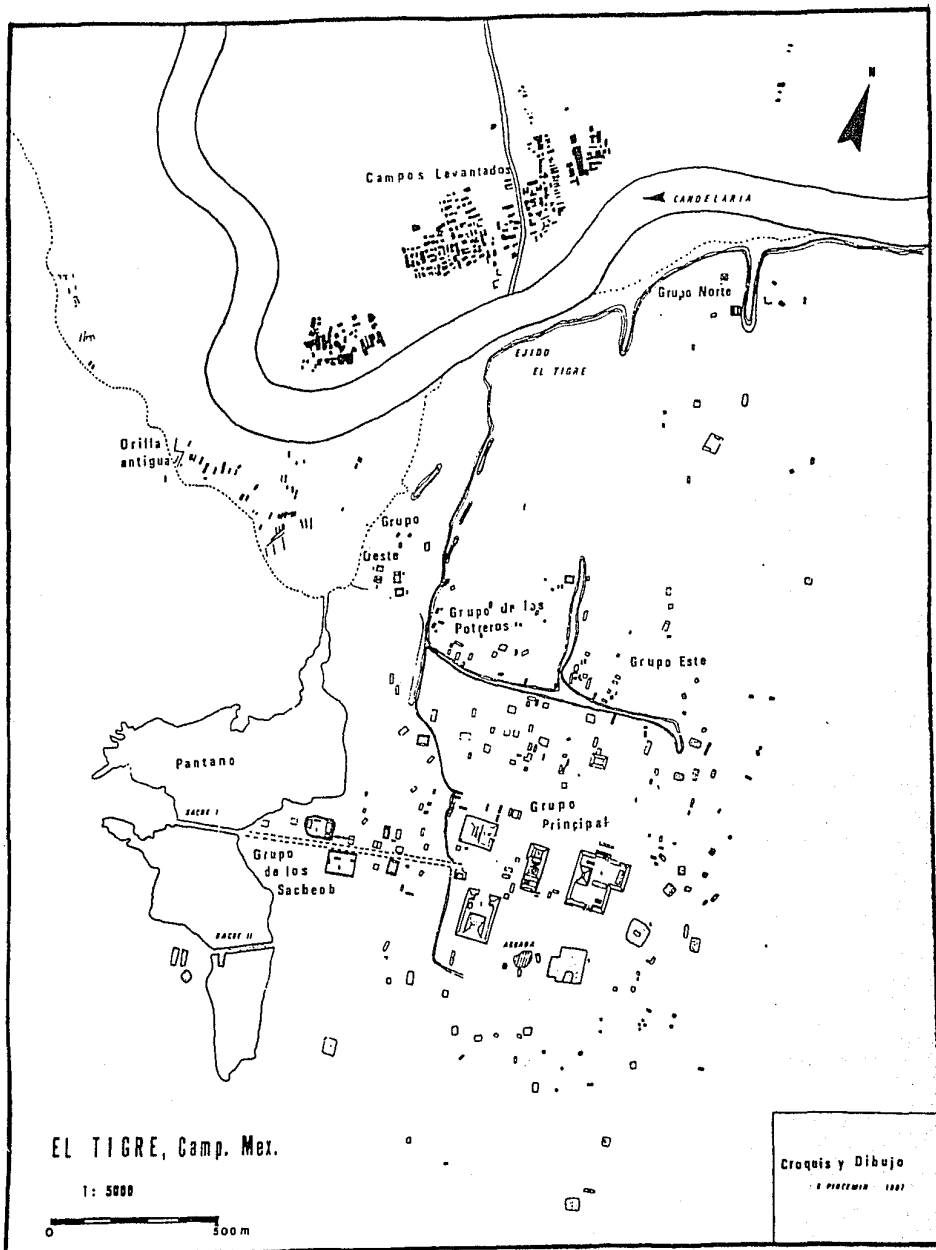 N
Campos Levantados
CANDELARIA
Grupo Norte
EJIDO
EL TIGRE
Orilla
antigua
Grupo
Oeste
Grupo de los
Potreros
Grupo Este
Pantano
SACBE I
Grupo
Principal
Grupo
de los
Sacbeob
SACBE II
AGUADA
EL TIGRE, Camp. Mex.
1: 5000
0 500 m
Croquis y Dibujo